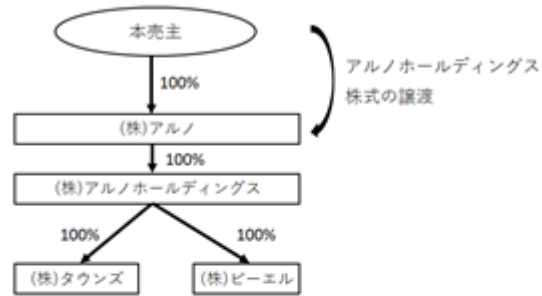 本売主
100%
アルノホールディングス
株式の譲渡
(株)アルノ
100%
(株)アルノホールディングス
100%
100%
(株)タウンズ
(株)ビーエル